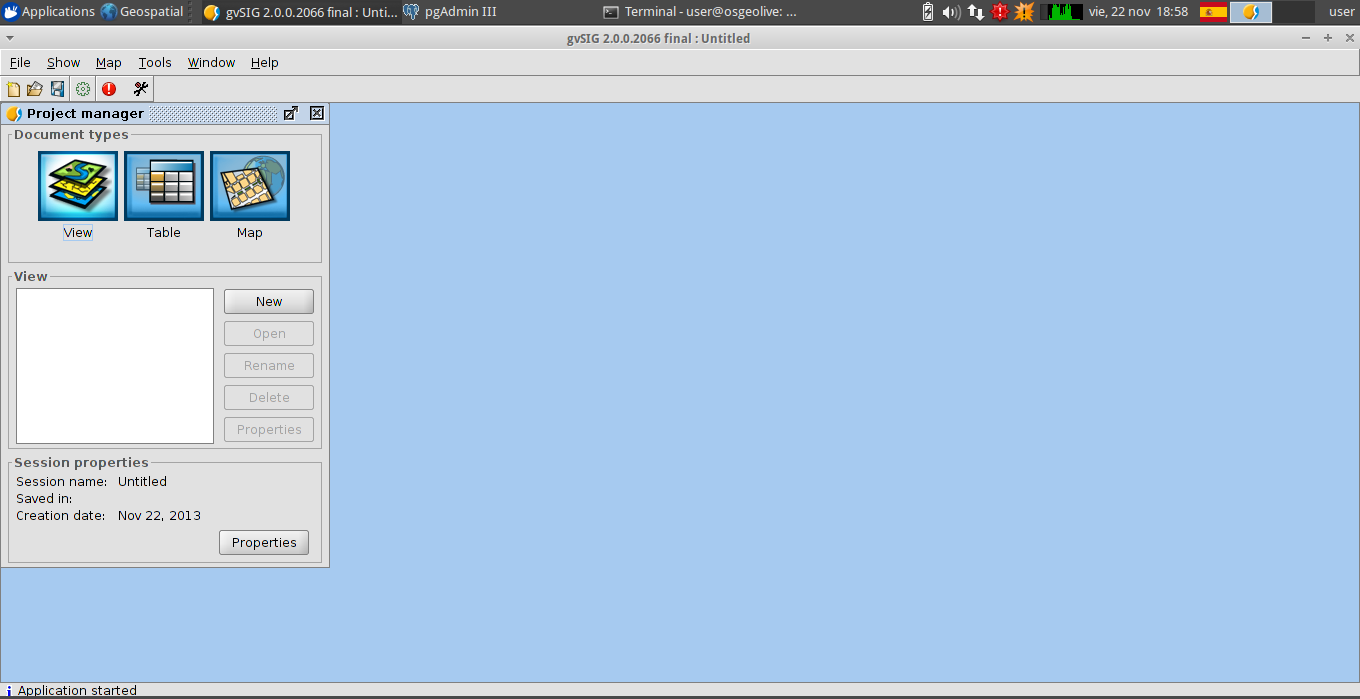 Applications Geospatial gvSIG 2.0.0.2066 final : Unti... pgAdmin III Terminal - user@osgeolive: ... vie, 22 nov 18:58 user
gvSIG 2.0.0.2066 final : Untitled
File Show Map Tools Window Help
Project manager
Document types
View Table Map
View
New
Open
Rename
Delete
Properties
Session properties
Session name: Untitled
Saved in:
Creation date: Nov 22, 2013
Properties
Application started